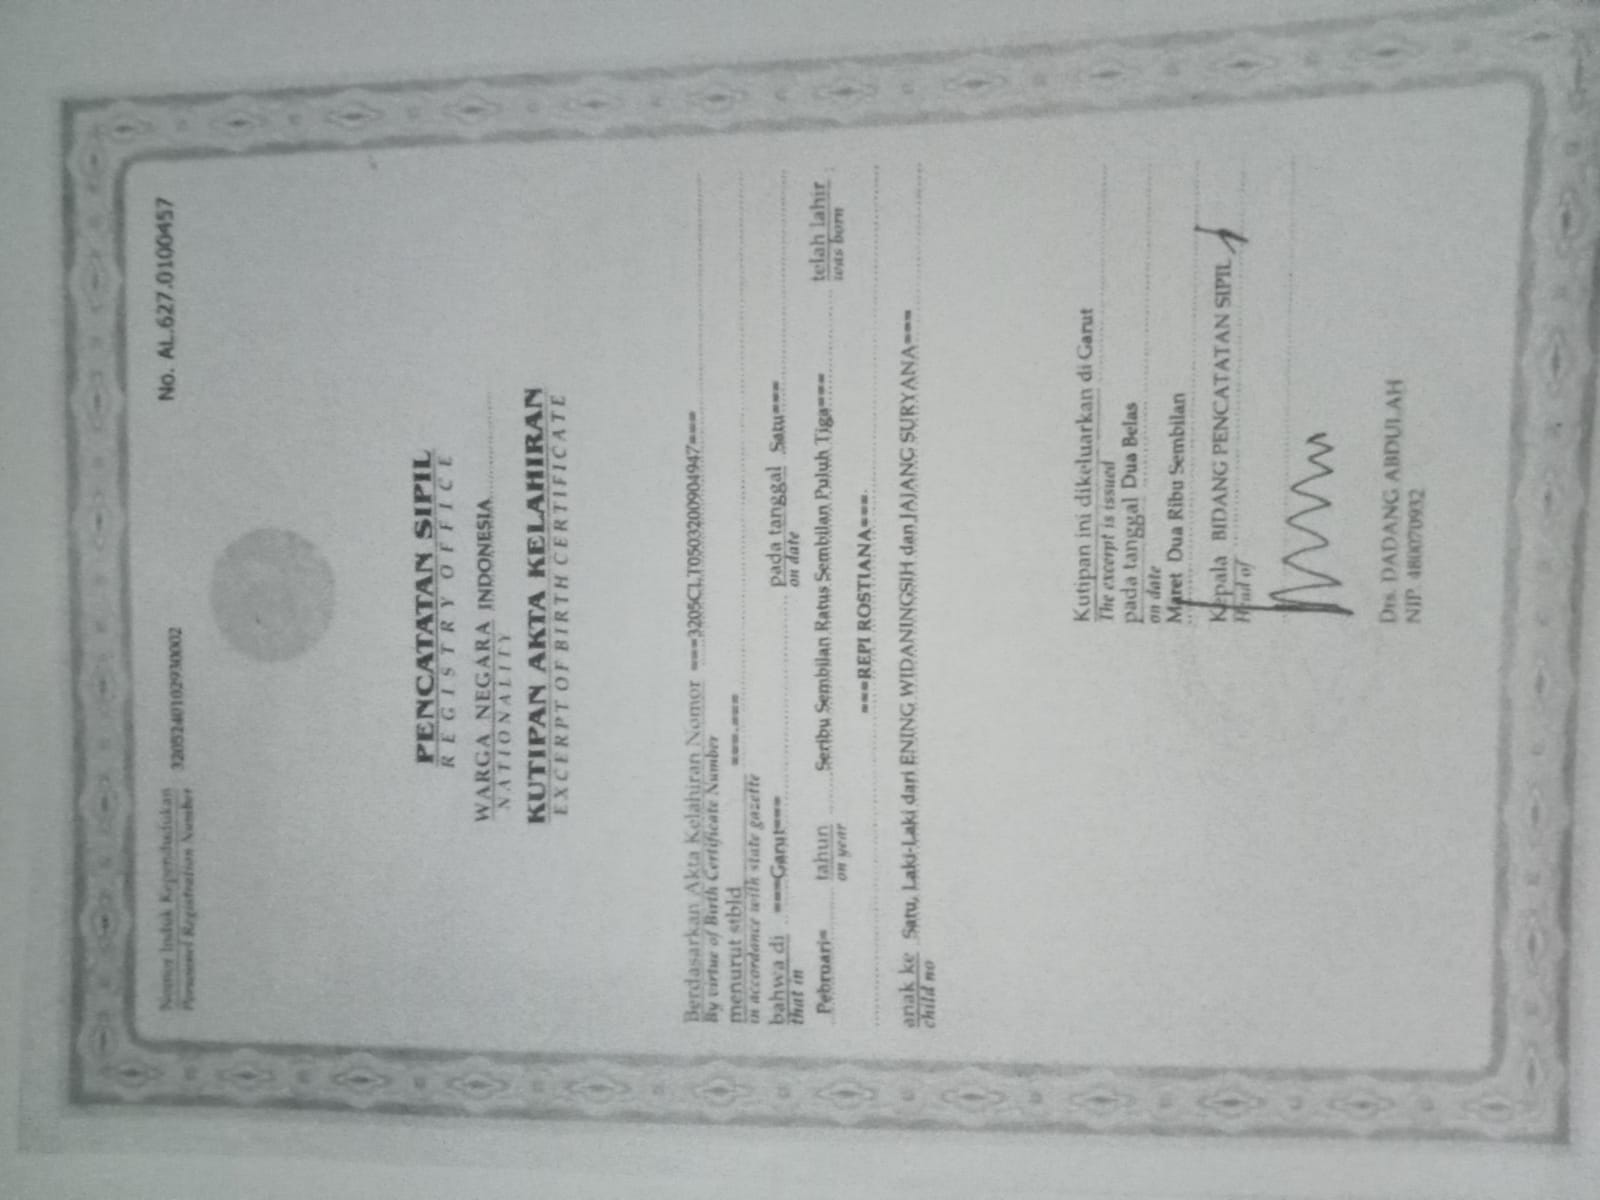 Nomor Induk Kependudukan 3205240102930002
Personnel Registration Number
No. AL.627.0100457
PENCATATAN SIPIL
REGISTRY OFFICE
WARGA NEGARA INDONESIA
NATIONALITY
KUTIPAN AKTA KELAHIRAN
EXCERPT OF BIRTH CERTIFICATE
Berdasarkan Akta Kelahiran Nomor ===3205CLT0503200904947===
By virtue of Birth Certificate Number
menurut stbld ===.===
in accordance with state gazette
bahwa di ===Garut=== pada tanggal Satu===
that in on date
Pebruari= tahun Seribu Sembilan Ratus Sembilan Puluh Tiga=== telah lahir
on year was born
===REPI ROSTIANA===
anak ke Satu, Laki-Laki dari ENING WIDANINGSIH dan JAJANG SURYANA===
child no
Kutipan ini dikeluarkan di Garut
The excerpt is issued
pada tanggal Dua Belas
on date
Maret Dua Ribu Sembilan
Kepala BIDANG PENCATATAN SIPIL
Head of
Drs. DADANG ABDULAH
NIP. 480070932